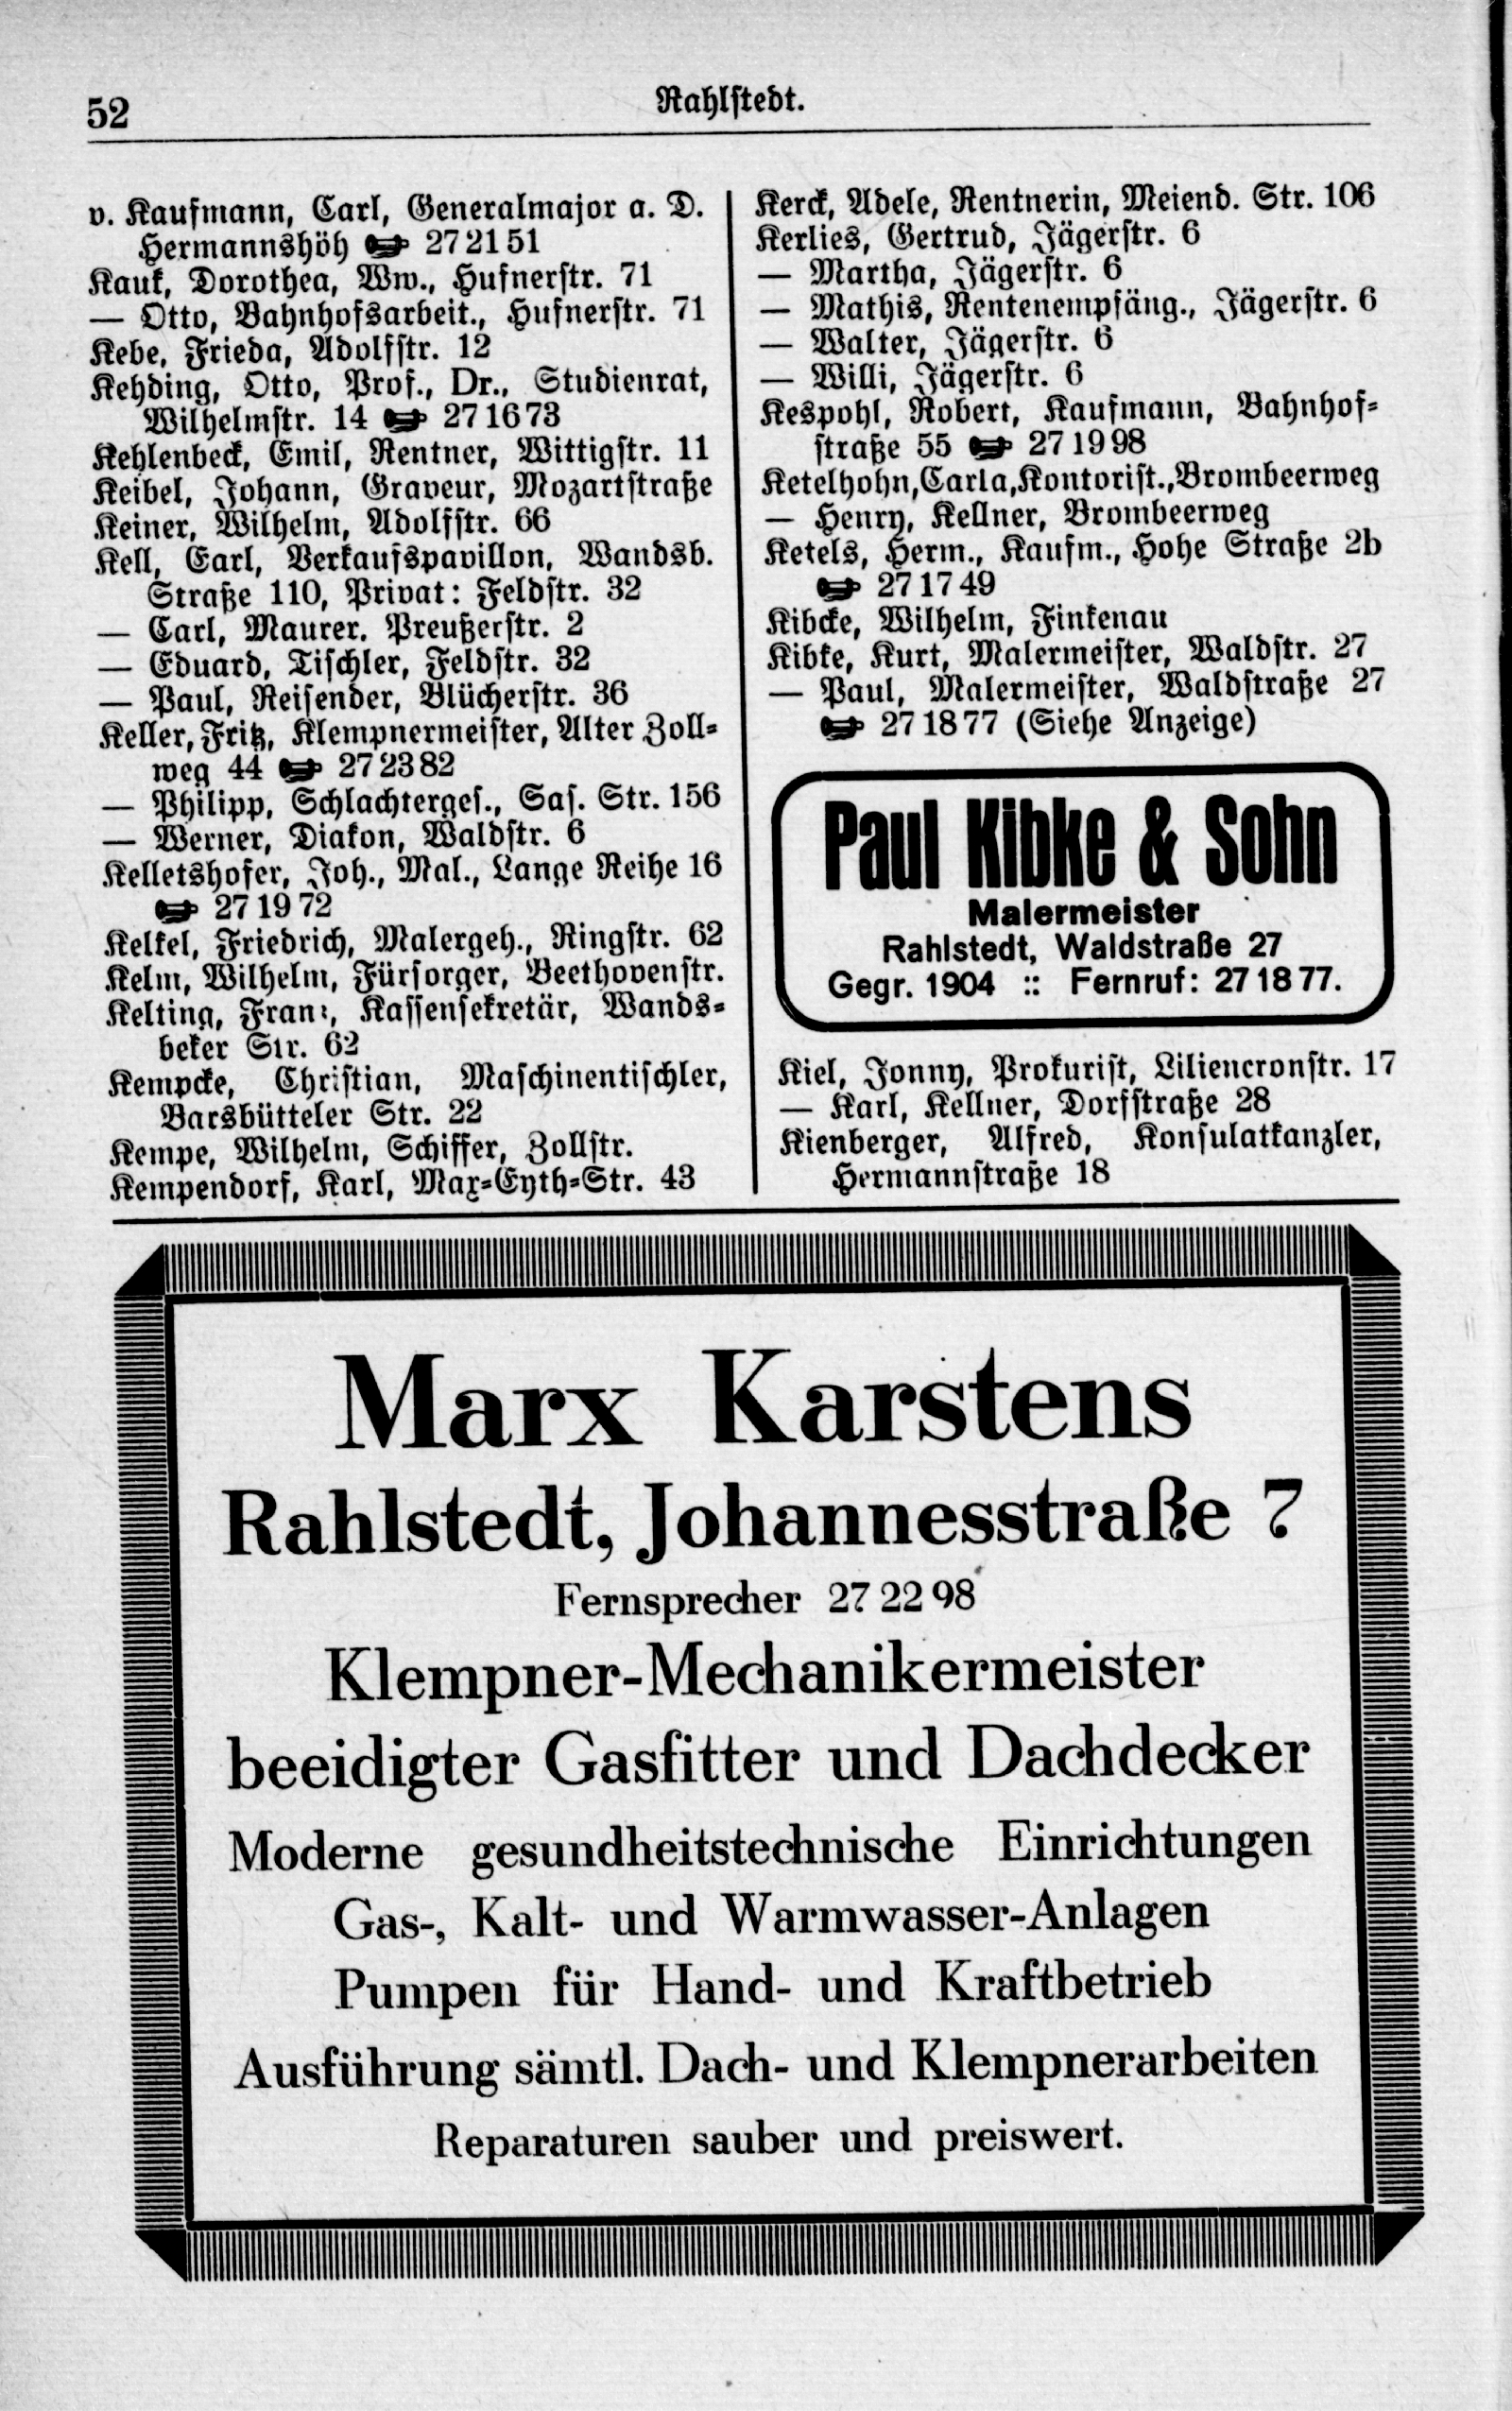 52
Rahlstedt.
v. Kaufmann, Carl, Generalmajor a. D.
Hermannshöh 27 21 51
Kauk, Dorothea, Ww., Hufnerstr. 71
— Otto, Bahnhofsarbeit., Hufnerstr. 71
Kebe, Frieda, Adolfstr. 12
Kehding, Otto, Prof., Dr., Studienrat,
Wilhelmstr. 14 27 16 73
Kehlenbeck, Emil, Rentner, Wittigstr. 11
Keibel, Johann, Graveur, Mozartstraße
Keiner, Wilhelm, Adolfstr. 66
Kell, Carl, Verkaufspavillon, Wandsb.
Straße 110, Privat: Feldstr. 32
— Carl, Maurer. Preußerstr. 2
— Eduard, Tischler, Feldstr. 32
— Paul, Reisender, Blücherstr. 36
Keller, Fritz, Klempnermeister, Alter Zoll-
weg 44 27 23 82
— Philipp, Schlachterges., Sas. Str. 156
— Werner, Diakon, Waldstr. 6
Kelletshofer, Joh., Mal., Lange Reihe 16
27 19 72
Kelkel, Friedrich, Malergeh., Ringstr. 62
Kelm, Wilhelm, Fürsorger, Beethovenstr.
Kelting, Franz, Kassensekretär, Wands-
beker Str. 62
Kempcke, Christian, Maschinentischler,
Barsbütteler Str. 22
Kempe, Wilhelm, Schiffer, Zollstr.
Kempendorf, Karl, Max-Eyth-Str. 43
Kerck, Adele, Rentnerin, Meiend. Str. 106
Kerlies, Gertrud, Jägerstr. 6
— Martha, Jägerstr. 6
— Mathis, Rentenempfäng., Jägerstr. 6
— Walter, Jägerstr. 6
— Willi, Jägerstr. 6
Kespohl, Robert, Kaufmann, Bahnhof-
straße 55 27 19 98
Ketelhohn, Carla, Kontorist., Brombeerweg
— Henry, Kellner, Brombeerweg
Ketels, Herm., Kaufm., Hohe Straße 2b
27 17 49
Kibcke, Wilhelm, Finkenau
Kibke, Kurt, Malermeister, Waldstr. 27
— Paul, Malermeister, Waldstraße 27
27 18 77 (Siehe Anzeige)
Paul Kibke & Sohn
Malermeister
Rahlstedt, Waldstraße 27
Gegr. 1904 :: Fernruf: 27 18 77.
Kiel, Jonny, Prokurist, Liliencronstr. 17
— Karl, Kellner, Dorfstraße 28
Kienberger, Alfred, Konsulatkanzler,
Hermannstraße 18
Marx Karstens
Rahlstedt, Johannesstraße 7
Fernsprecher 27 22 98
Klempner-Mechanikermeister
beeidigter Gasfitter und Dachdecker
Moderne gesundheitstechnische Einrichtungen
Gas-, Kalt- und Warmwasser-Anlagen
Pumpen für Hand- und Kraftbetrieb
Ausführung sämtl. Dach- und Klempnerarbeiten
Reparaturen sauber und preiswert.